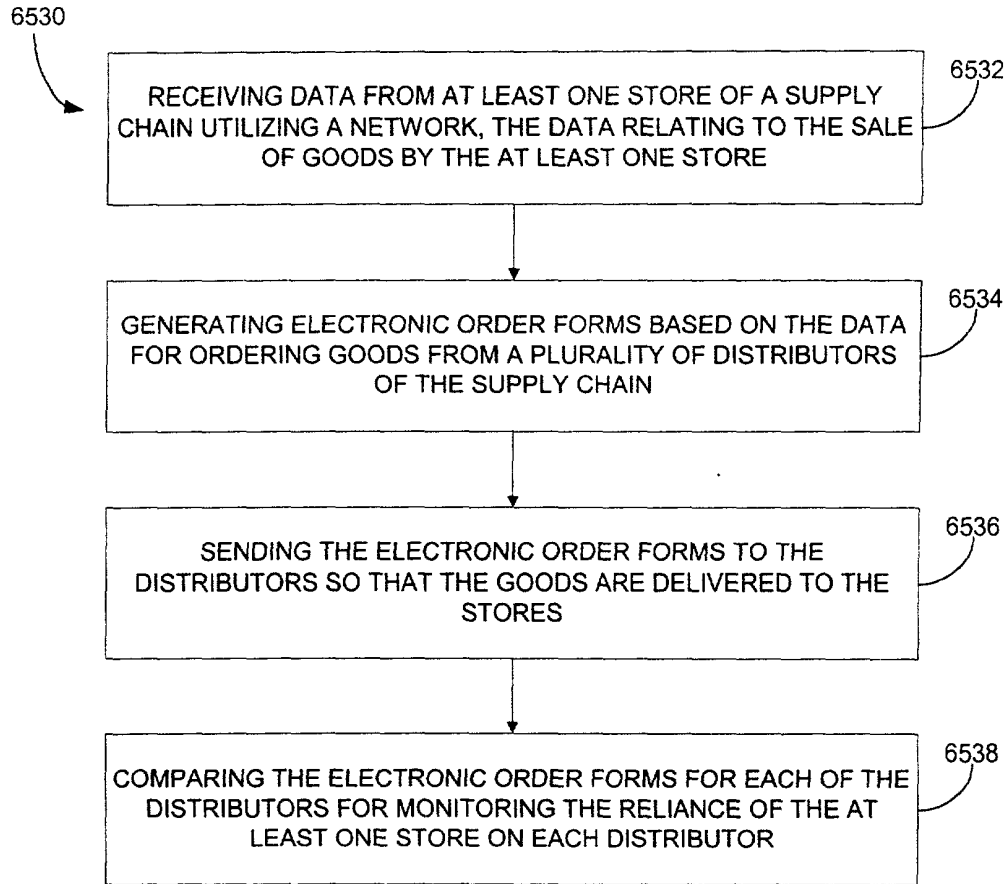 6530
6532
RECEIVING DATA FROM AT LEAST ONE STORE OF A SUPPLY
CHAIN UTILIZING A NETWORK, THE DATA RELATING TO THE SALE
OF GOODS BY THE AT LEAST ONE STORE
6534
GENERATING ELECTRONIC ORDER FORMS BASED ON THE DATA
FOR ORDERING GOODS FROM A PLURALITY OF DISTRIBUTORS
OF THE SUPPLY CHAIN
6536
SENDING THE ELECTRONIC ORDER FORMS TO THE
DISTRIBUTORS SO THAT THE GOODS ARE DELIVERED TO THE
STORES
6538
COMPARING THE ELECTRONIC ORDER FORMS FOR EACH OF THE
DISTRIBUTORS FOR MONITORING THE RELIANCE OF THE AT
LEAST ONE STORE ON EACH DISTRIBUTOR